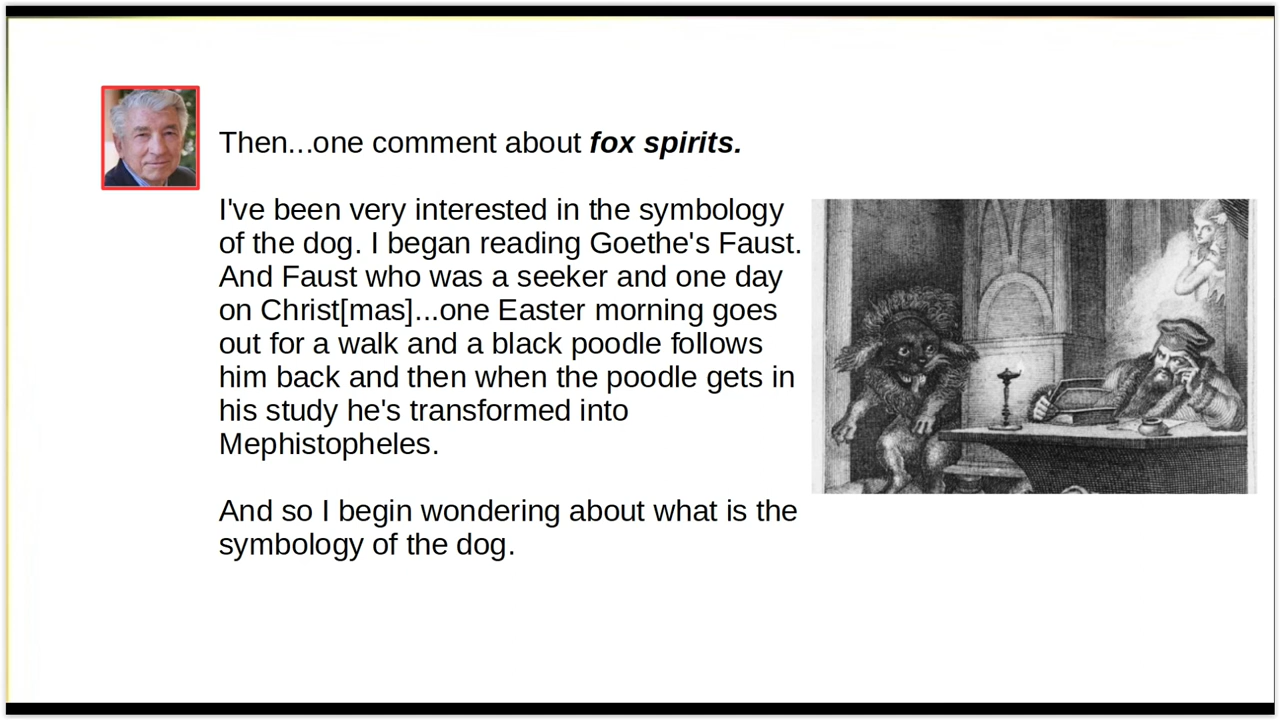 Then...one comment about fox spirits.
I've been very interested in the symbology
of the dog. I began reading Goethe's Faust.
And Faust who was a seeker and one day
on Christ[mas]...one Easter morning goes
out for a walk and a black poodle follows
him back and then when the poodle gets in
his study he's transformed into
Mephistopheles.
And so I begin wondering about what is the
symbology of the dog.